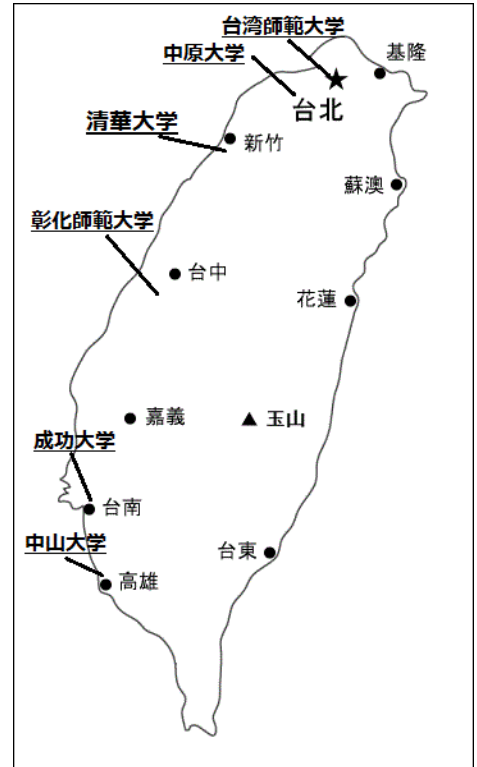 台湾師範大学
中原大学
基隆
台北
清華大学
新竹
蘇澳
彰化師範大学
台中
花蓮
嘉義
玉山
成功大学
台南
中山大学
台東
高雄